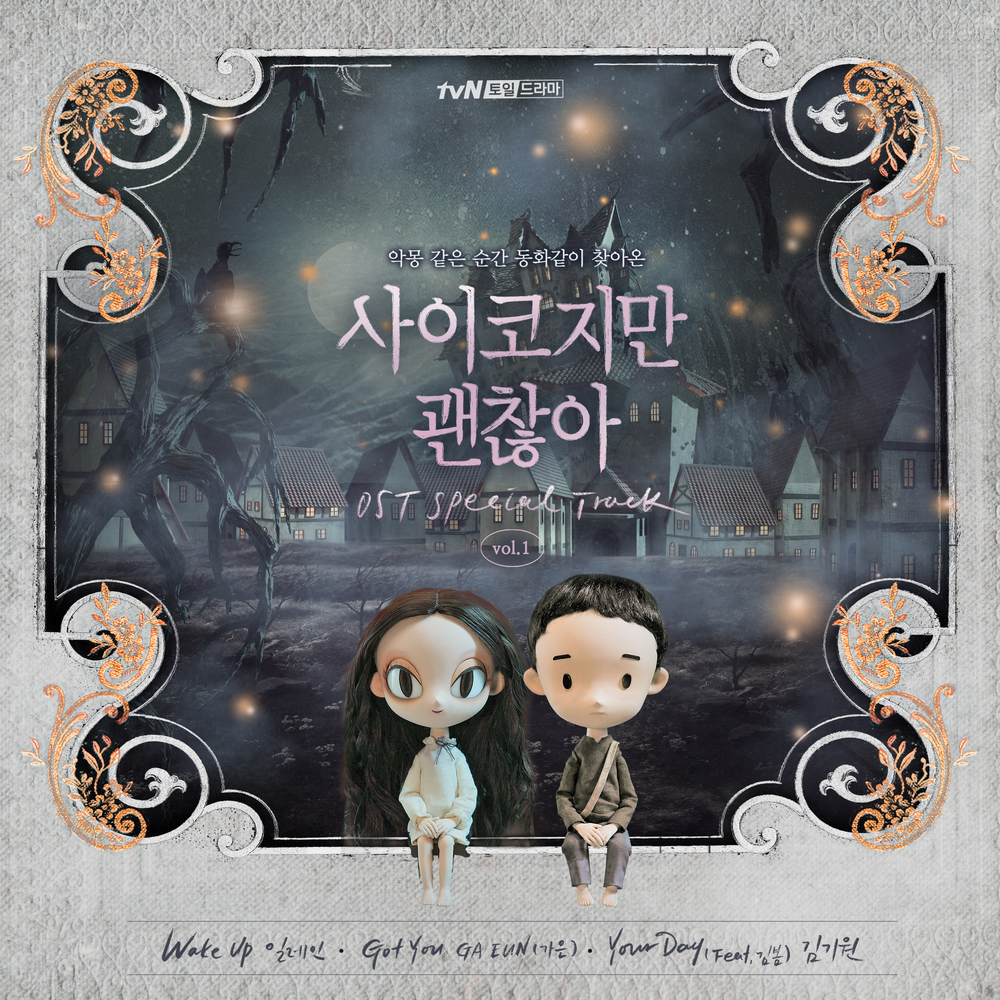 tvN 토일드라마
악몽 같은 순간 동화같이 찾아온
사이코지만
괜찮아
OST Special Track
vol.1
Wake Up 일레인 · Got You GA EUN(가은) · Your Day (Feat.김봄) 김기원